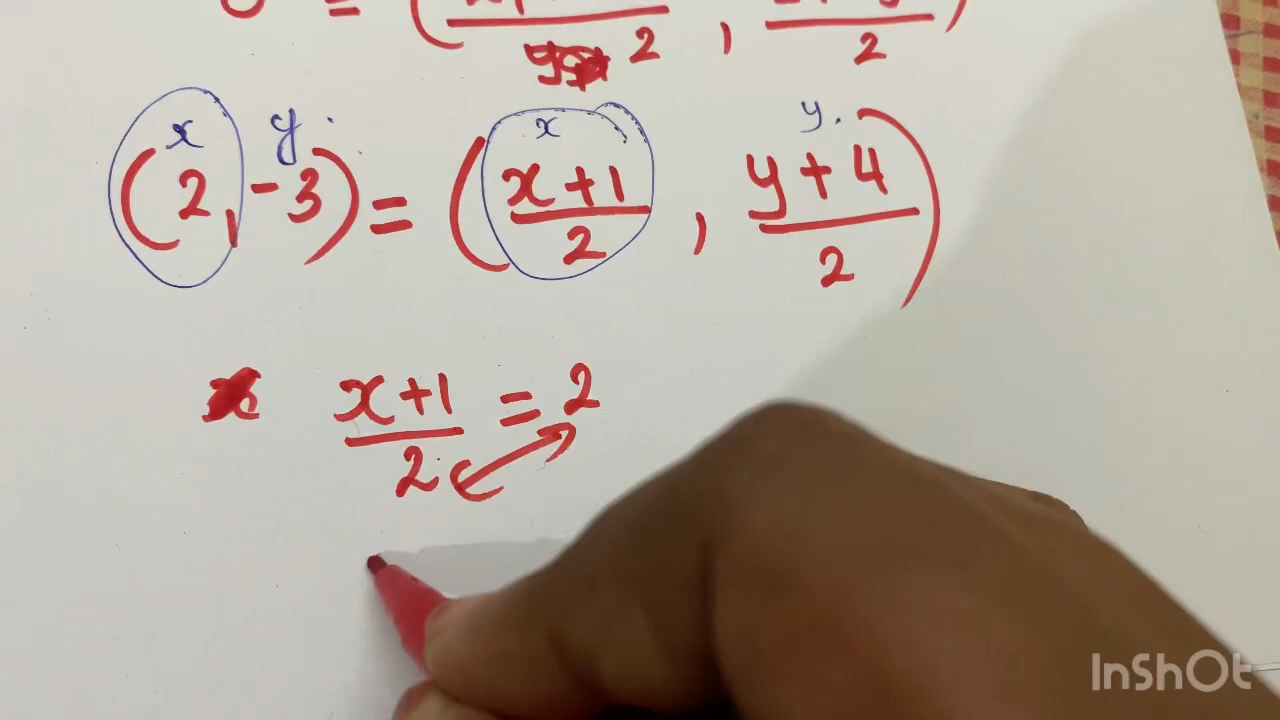 = ( 2 , 2 )
x y. x y.
(2, -3) = ( x+1 / 2 , y+4 / 2 )
x+1 / 2 = 2
InShOt